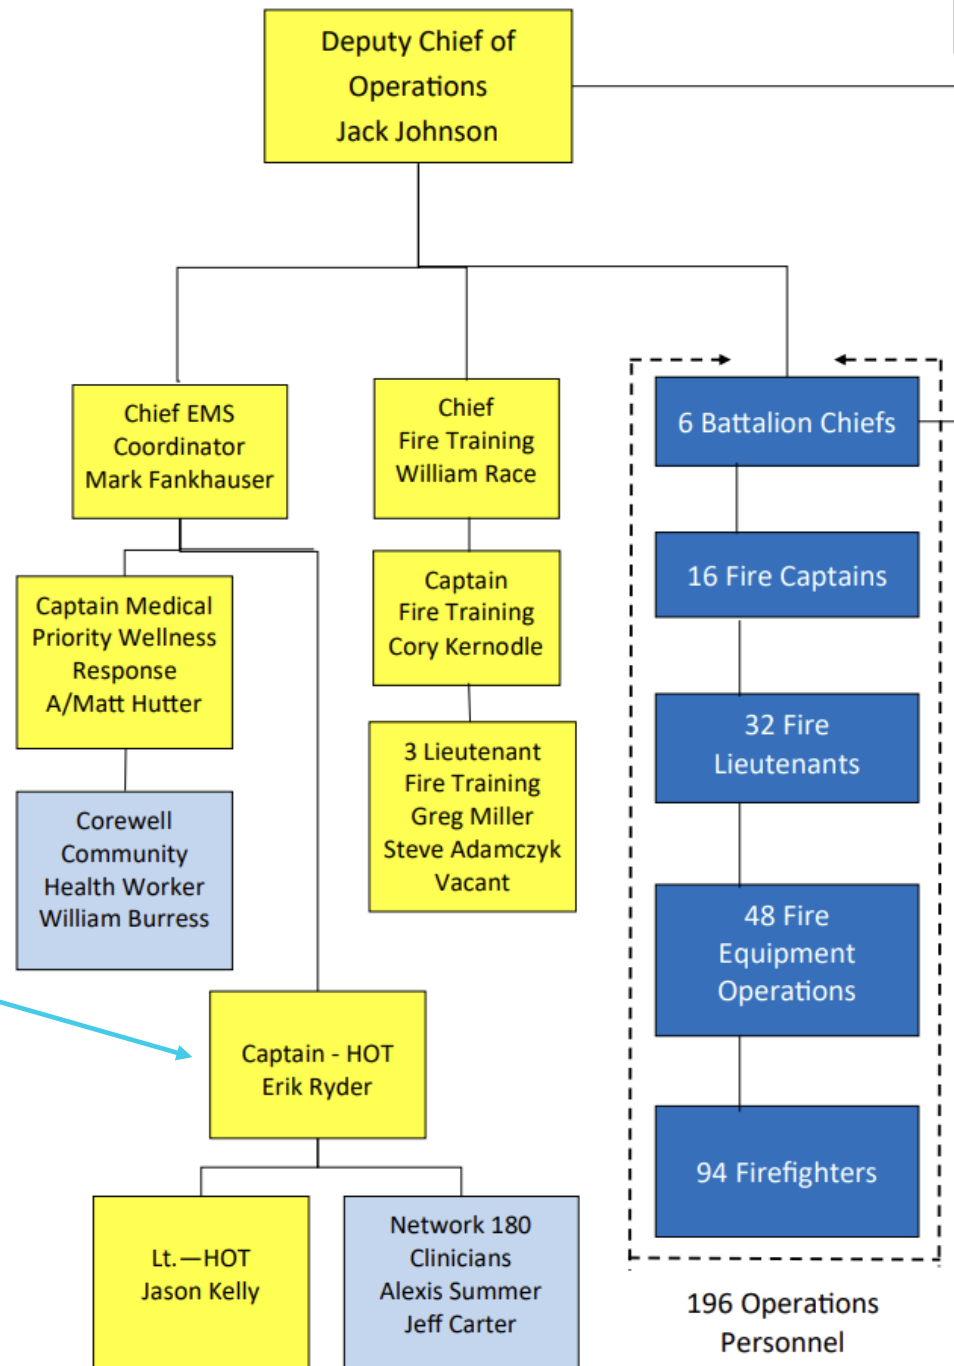 Deputy Chief of
Operations
Jack Johnson
Chief EMS
Coordinator
Mark Fankhauser
Chief
Fire Training
William Race
6 Battalion Chiefs
Captain Medical
Priority Wellness
Response
A/Matt Hutter
Captain
Fire Training
Cory Kernodle
16 Fire Captains
Corewell
Community
Health Worker
William Burress
3 Lieutenant
Fire Training
Greg Miller
Steve Adamczyk
Vacant
32 Fire
Lieutenants
48 Fire
Equipment
Operations
Captain - HOT
Erik Ryder
94 Firefighters
Lt.—HOT
Jason Kelly
Network 180
Clinicians
Alexis Summer
Jeff Carter
196 Operations
Personnel